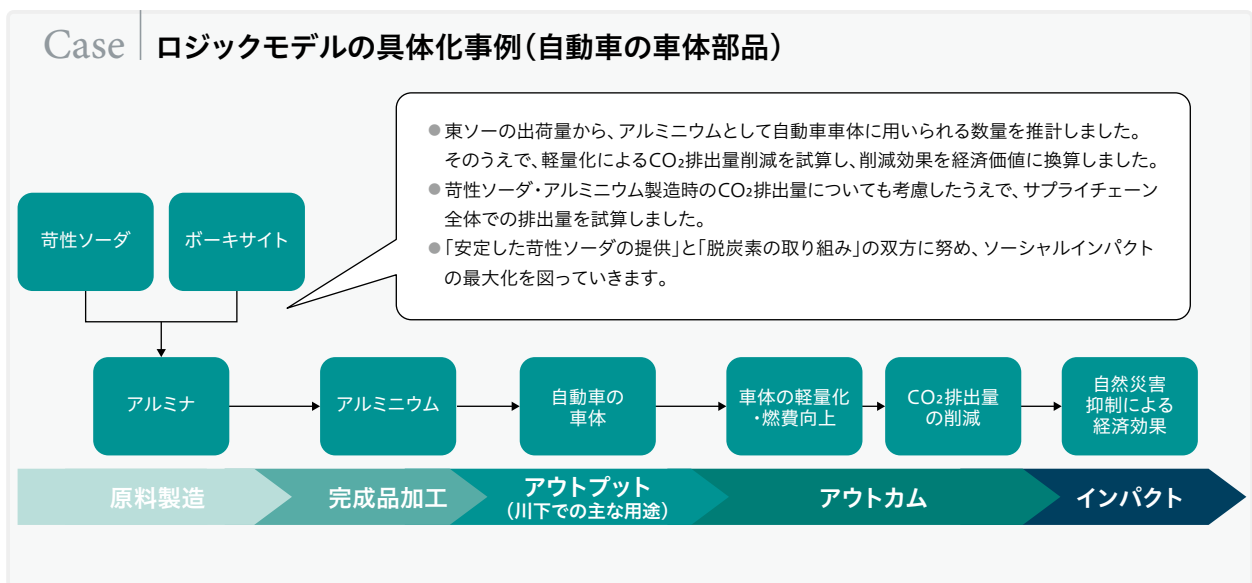 Case ロジックモデルの具体化事例(自動車の車体部品)
●東ソーの出荷量から、アルミニウムとして自動車車体に用いられる数量を推計しました。
そのうえで、軽量化によるCO₂排出量削減を試算し、削減効果を経済価値に換算しました。
●苛性ソーダ・アルミニウム製造時のCO₂排出量についても考慮したうえで、サプライチェーン
全体での排出量を試算しました。
●「安定した苛性ソーダの提供」と「脱炭素の取り組み」の双方に努め、ソーシャルインパクト
の最大化を図っていきます。
苛性ソーダ
ボーキサイト
アルミナ
アルミニウム
自動車の
車体
車体の軽量化
・燃費向上
CO₂排出量
の削減
自然災害
抑制による
経済効果
原料製造
完成品加工
アウトプット
(川下での主な用途)
アウトカム
インパクト